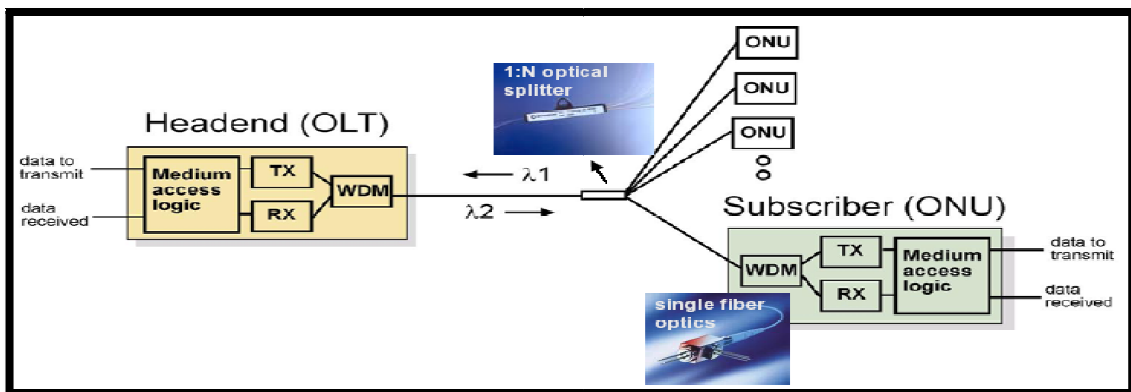 ONU
1:N optical
splitter
ONU
Headend (OLT)
ONU
data to
transmit
Medium
access
logic
TX
RX
WDM
data
received
λ1
λ2
Subscriber (ONU)
WDM
TX
RX
Medium
access
logic
data to
transmit
data
received
single fiber
optics